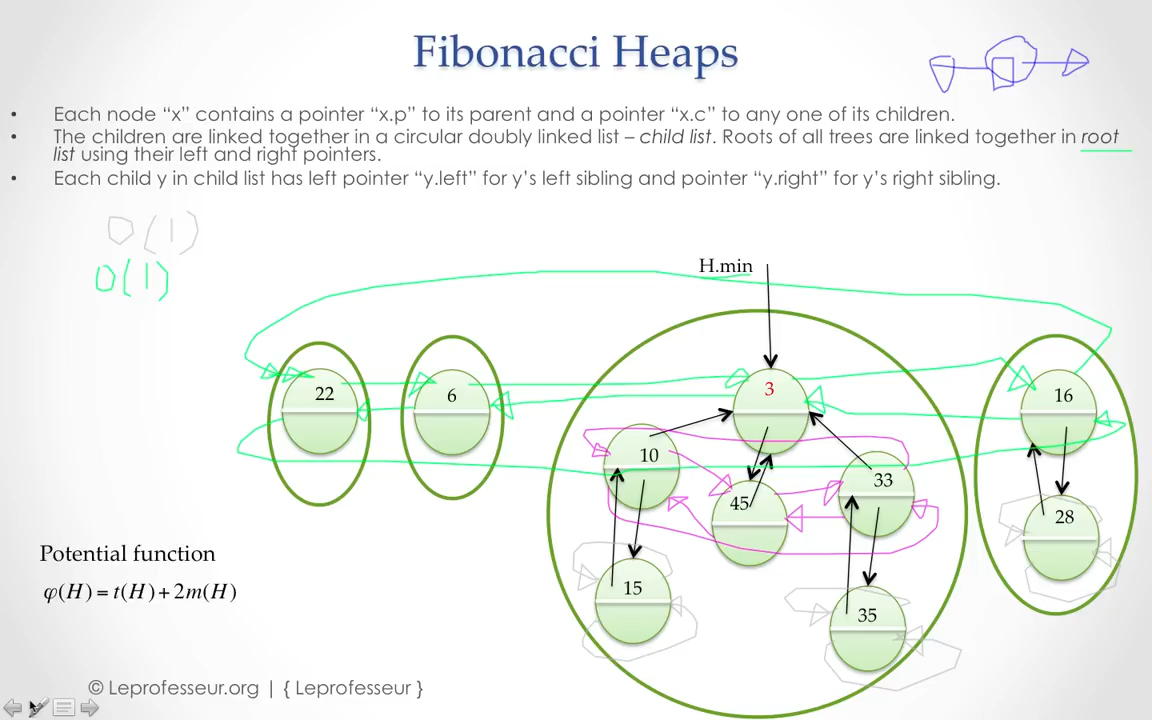 Fibonacci Heaps
• Each node “x” contains a pointer “x.p” to its parent and a pointer “x.c” to any one of its children.
• The children are linked together in a circular doubly linked list – child list. Roots of all trees are linked together in root
list using their left and right pointers.
• Each child y in child list has left pointer “y.left” for y’s left sibling and pointer “y.right” for y’s right sibling.
O(1)
O(1)
H.min
22
6
3
16
10
45
33
28
15
35
Potential function
φ(H) = t(H) + 2m(H)
© Leprofesseur.org | { Leprofesseur }